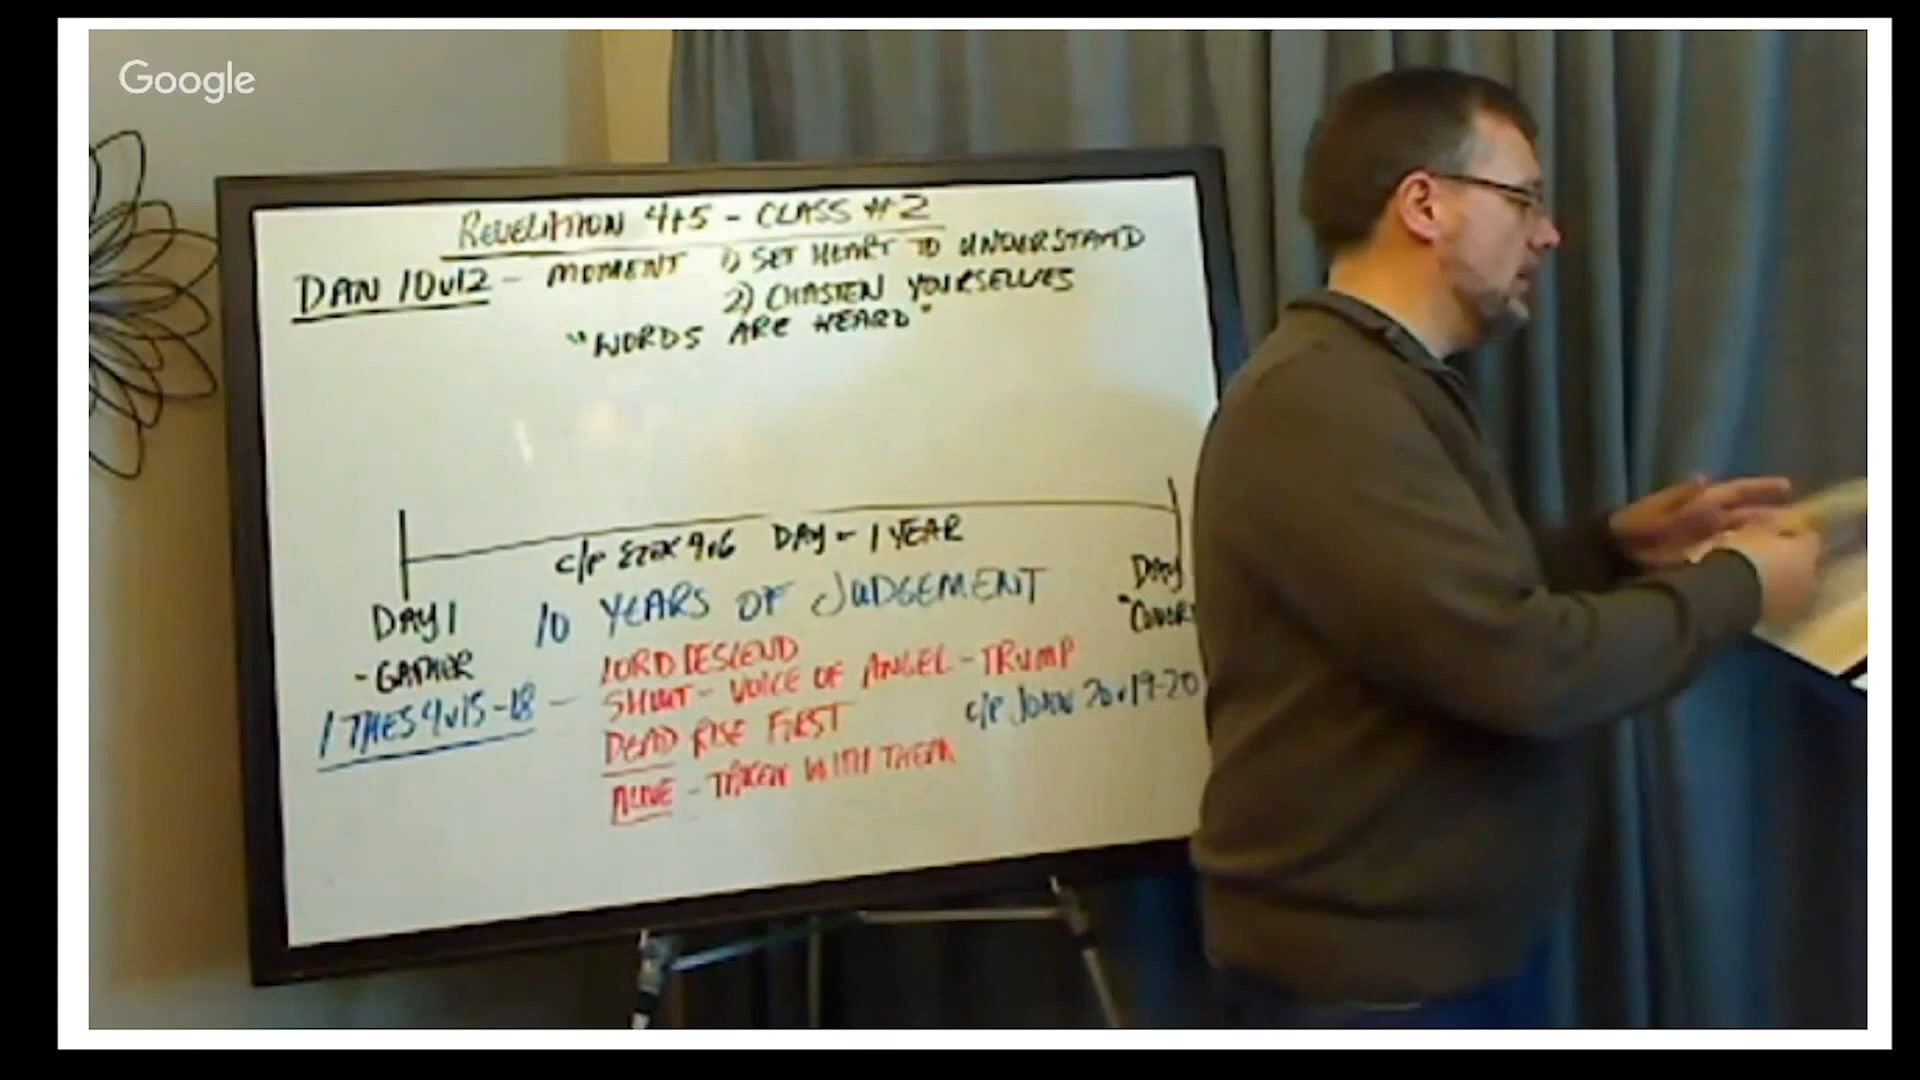 Google
REVELATION 4+5 - CLASS #2
DAN 10v12 - MOMENT 1) SET HEART TO UNDERSTAND
2) CHASTEN YOURSELVES
"WORDS ARE HEARD"
c/p EZEK 4v6 DAY = 1 YEAR
DAY 1
DAY
10 YEARS OF JUDGEMENT
- GATHER
LORD DESCEND
1 THES 4v15-18 - SHOUT - VOICE OF ANGEL - TRUMP
DEAD RISE FIRST
c/p JOHN 20v19-20
ALIVE - TAKEN WITH THEM